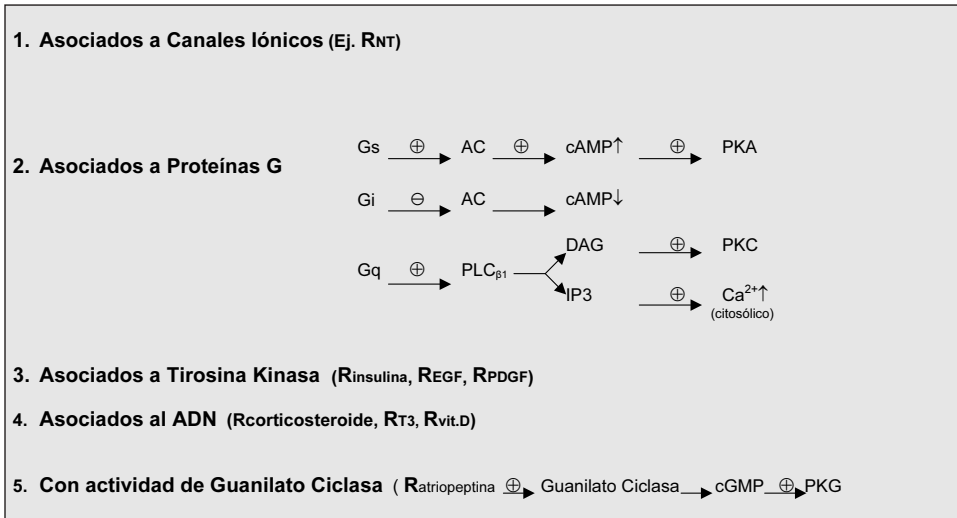 1. Asociados a Canales Iónicos (Ej. RNT)
2. Asociados a Proteínas G
Gs ⊕ AC ⊕ cAMP↑ ⊕ PKA
Gi ⊖ AC cAMP↓
Gq ⊕ PLCβ1
DAG ⊕ PKC
IP3 ⊕ Ca2+↑
(citosólico)
3. Asociados a Tirosina Kinasa (Rinsulina, REGF, RPDGF)
4. Asociados al ADN (Rcorticosteroide, RT3, Rvit.D)
5. Con actividad de Guanilato Ciclasa ( Ratriopeptina ⊕ Guanilato Ciclasa cGMP ⊕ PKG